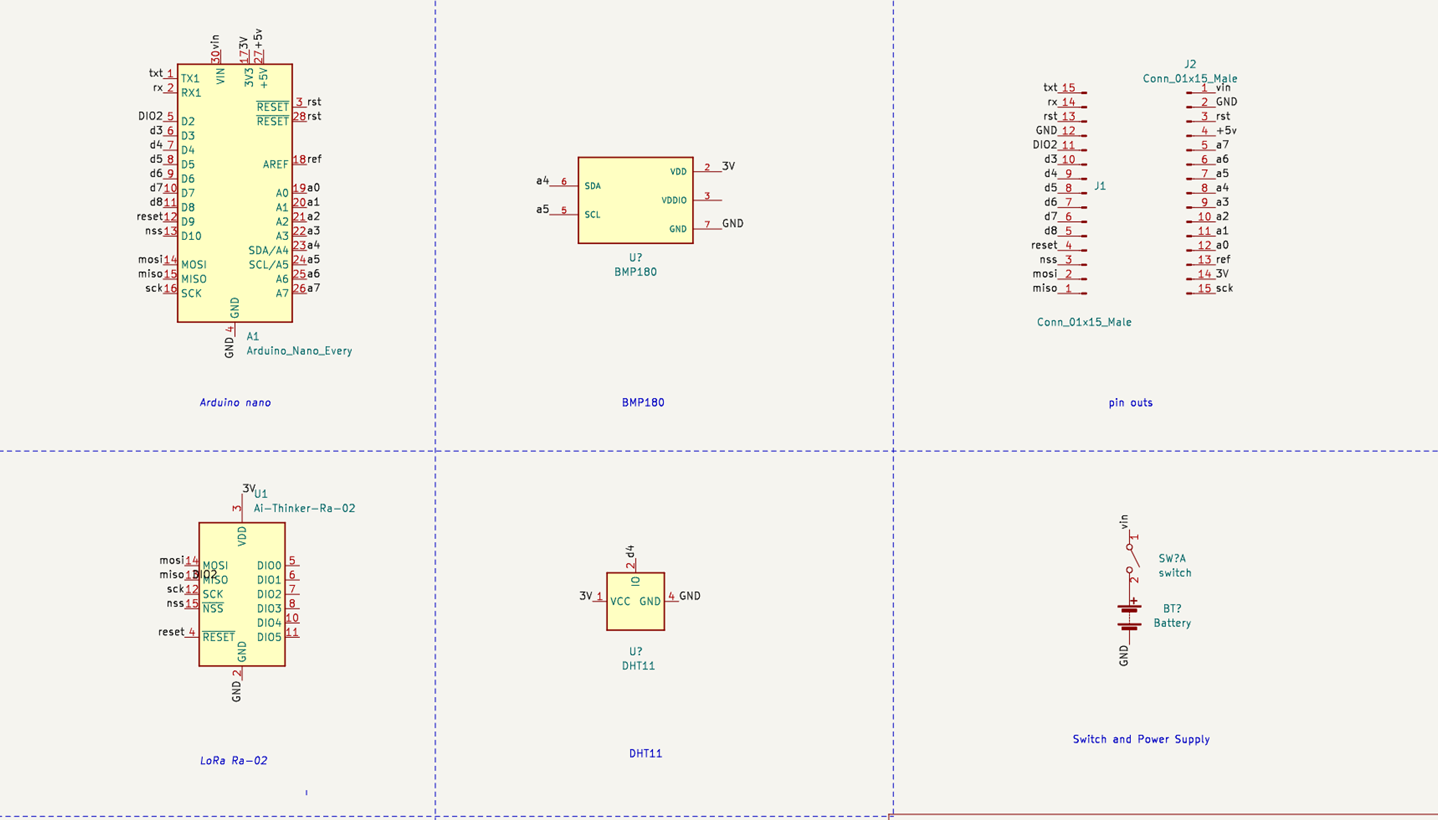 vin
3V
+5v
30
17
27
txt 1 TX1
rx 2 RX1
VIN
3V3
+5V
RESET 3 rst
RESET 28 rst
DIO2 5 D2
d3 6 D3
d4 7 D4
d5 8 D5
AREF 18 ref
d6 9 D6
d7 10 D7
A0 19 a0
d8 11 D8
A1 20 a1
reset 12 D9
A2 21 a2
nss 13 D10
A3 22 a3
SDA/A4 23 a4
mosi 14 MOSI
SCL/A5 24 a5
miso 15 MISO
A6 25 a6
sck 16 SCK
A7 26 a7
GND
4
GND
A1
Arduino_Nano_Every
Arduino nano
VDD 2 3V
a4 6 SDA
VDDIO 3
a5 5 SCL
GND 7 GND
U?
BMP180
BMP180
J2
Conn_01x15_Male
txt 15
rx 14
rst 13
GND 12
DIO2 11
d3 10
d4 9
d5 8
d6 7
d7 6
d8 5
reset 4
nss 3
mosi 2
miso 1
J1
Conn_01x15_Male
1 vin
2 GND
3 rst
4 +5v
5 a7
6 a6
7 a5
8 a4
9 a3
10 a2
11 a1
12 a0
13 ref
14 3V
15 sck
pin outs
3V
U1
Ai-Thinker-Ra-02
3
VDD
mosi 14 MOSI
DIO0 5
miso 13 MISO
DIO2
DIO1 6
sck 12 SCK
DIO2 7
nss 15 NSS
DIO3 8
DIO4 10
reset 4 RESET
DIO5 11
GND
2
GND
LoRa Ra-02
d4
2
IO
3V 1 VCC
GND 4 GND
U?
DHT11
DHT11
vin
1
SW?A
switch
2
+
BT?
Battery
GND
Switch and Power Supply